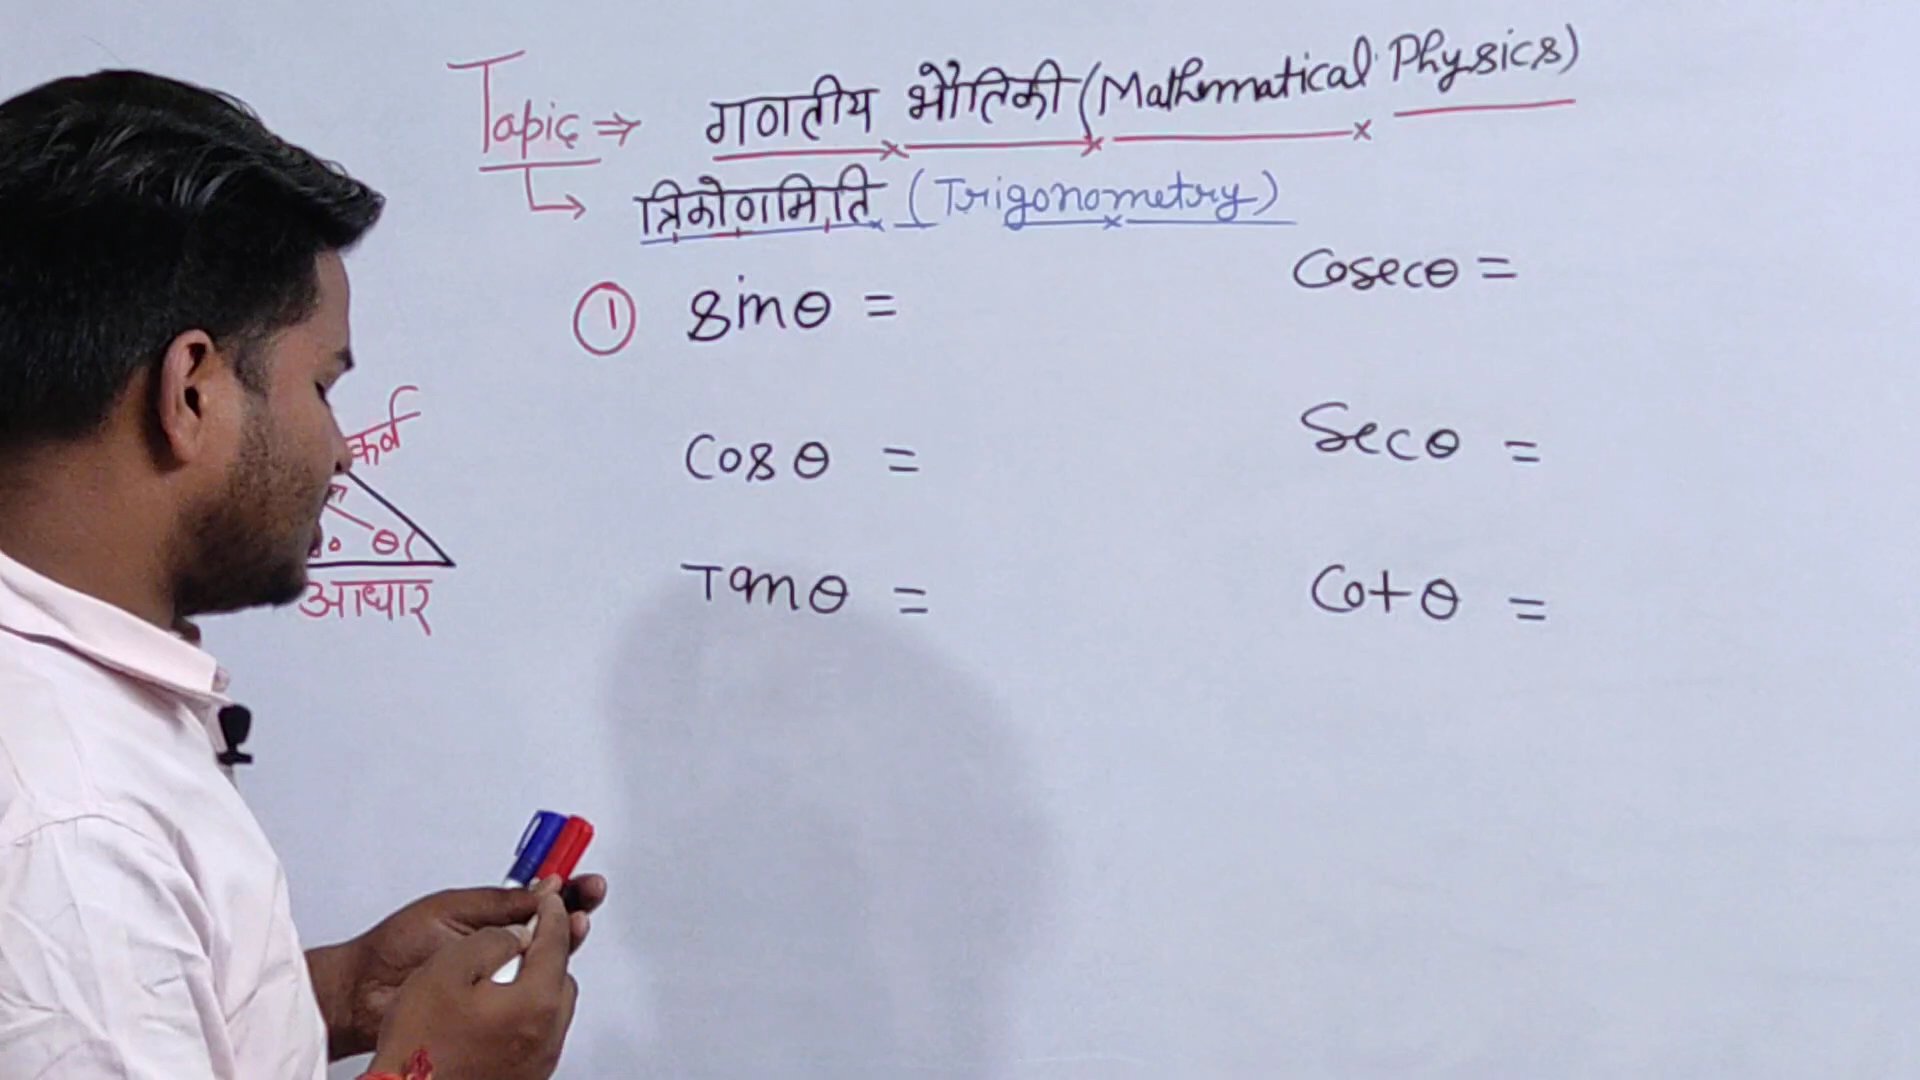 Topic ⇒ गणतीय भौतिकी (Mathematical Physics)
↳ त्रिकोणमिति (Trigonometry)
① sinθ =
Cosecθ =
Cosθ =
Secθ =
Tanθ =
Cotθ =
कर्ण
θ
आधार